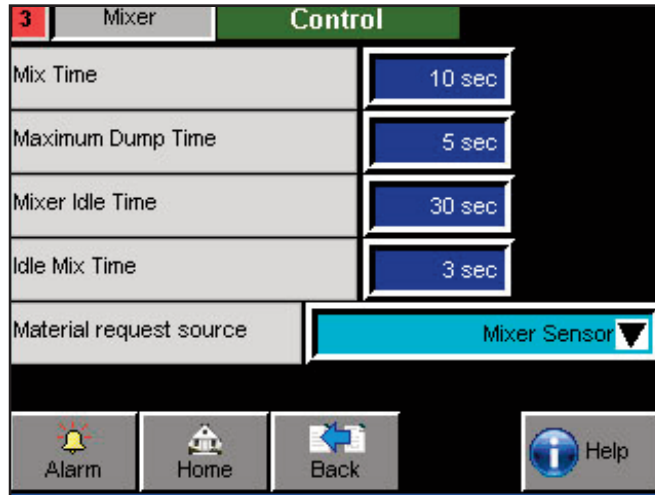 3 Mixer Control
Mix Time 10 sec
Maximum Dump Time 5 sec
Mixer Idle Time 30 sec
Idle Mix Time 3 sec
Material request source Mixer Sensor
Alarm Home Back Help